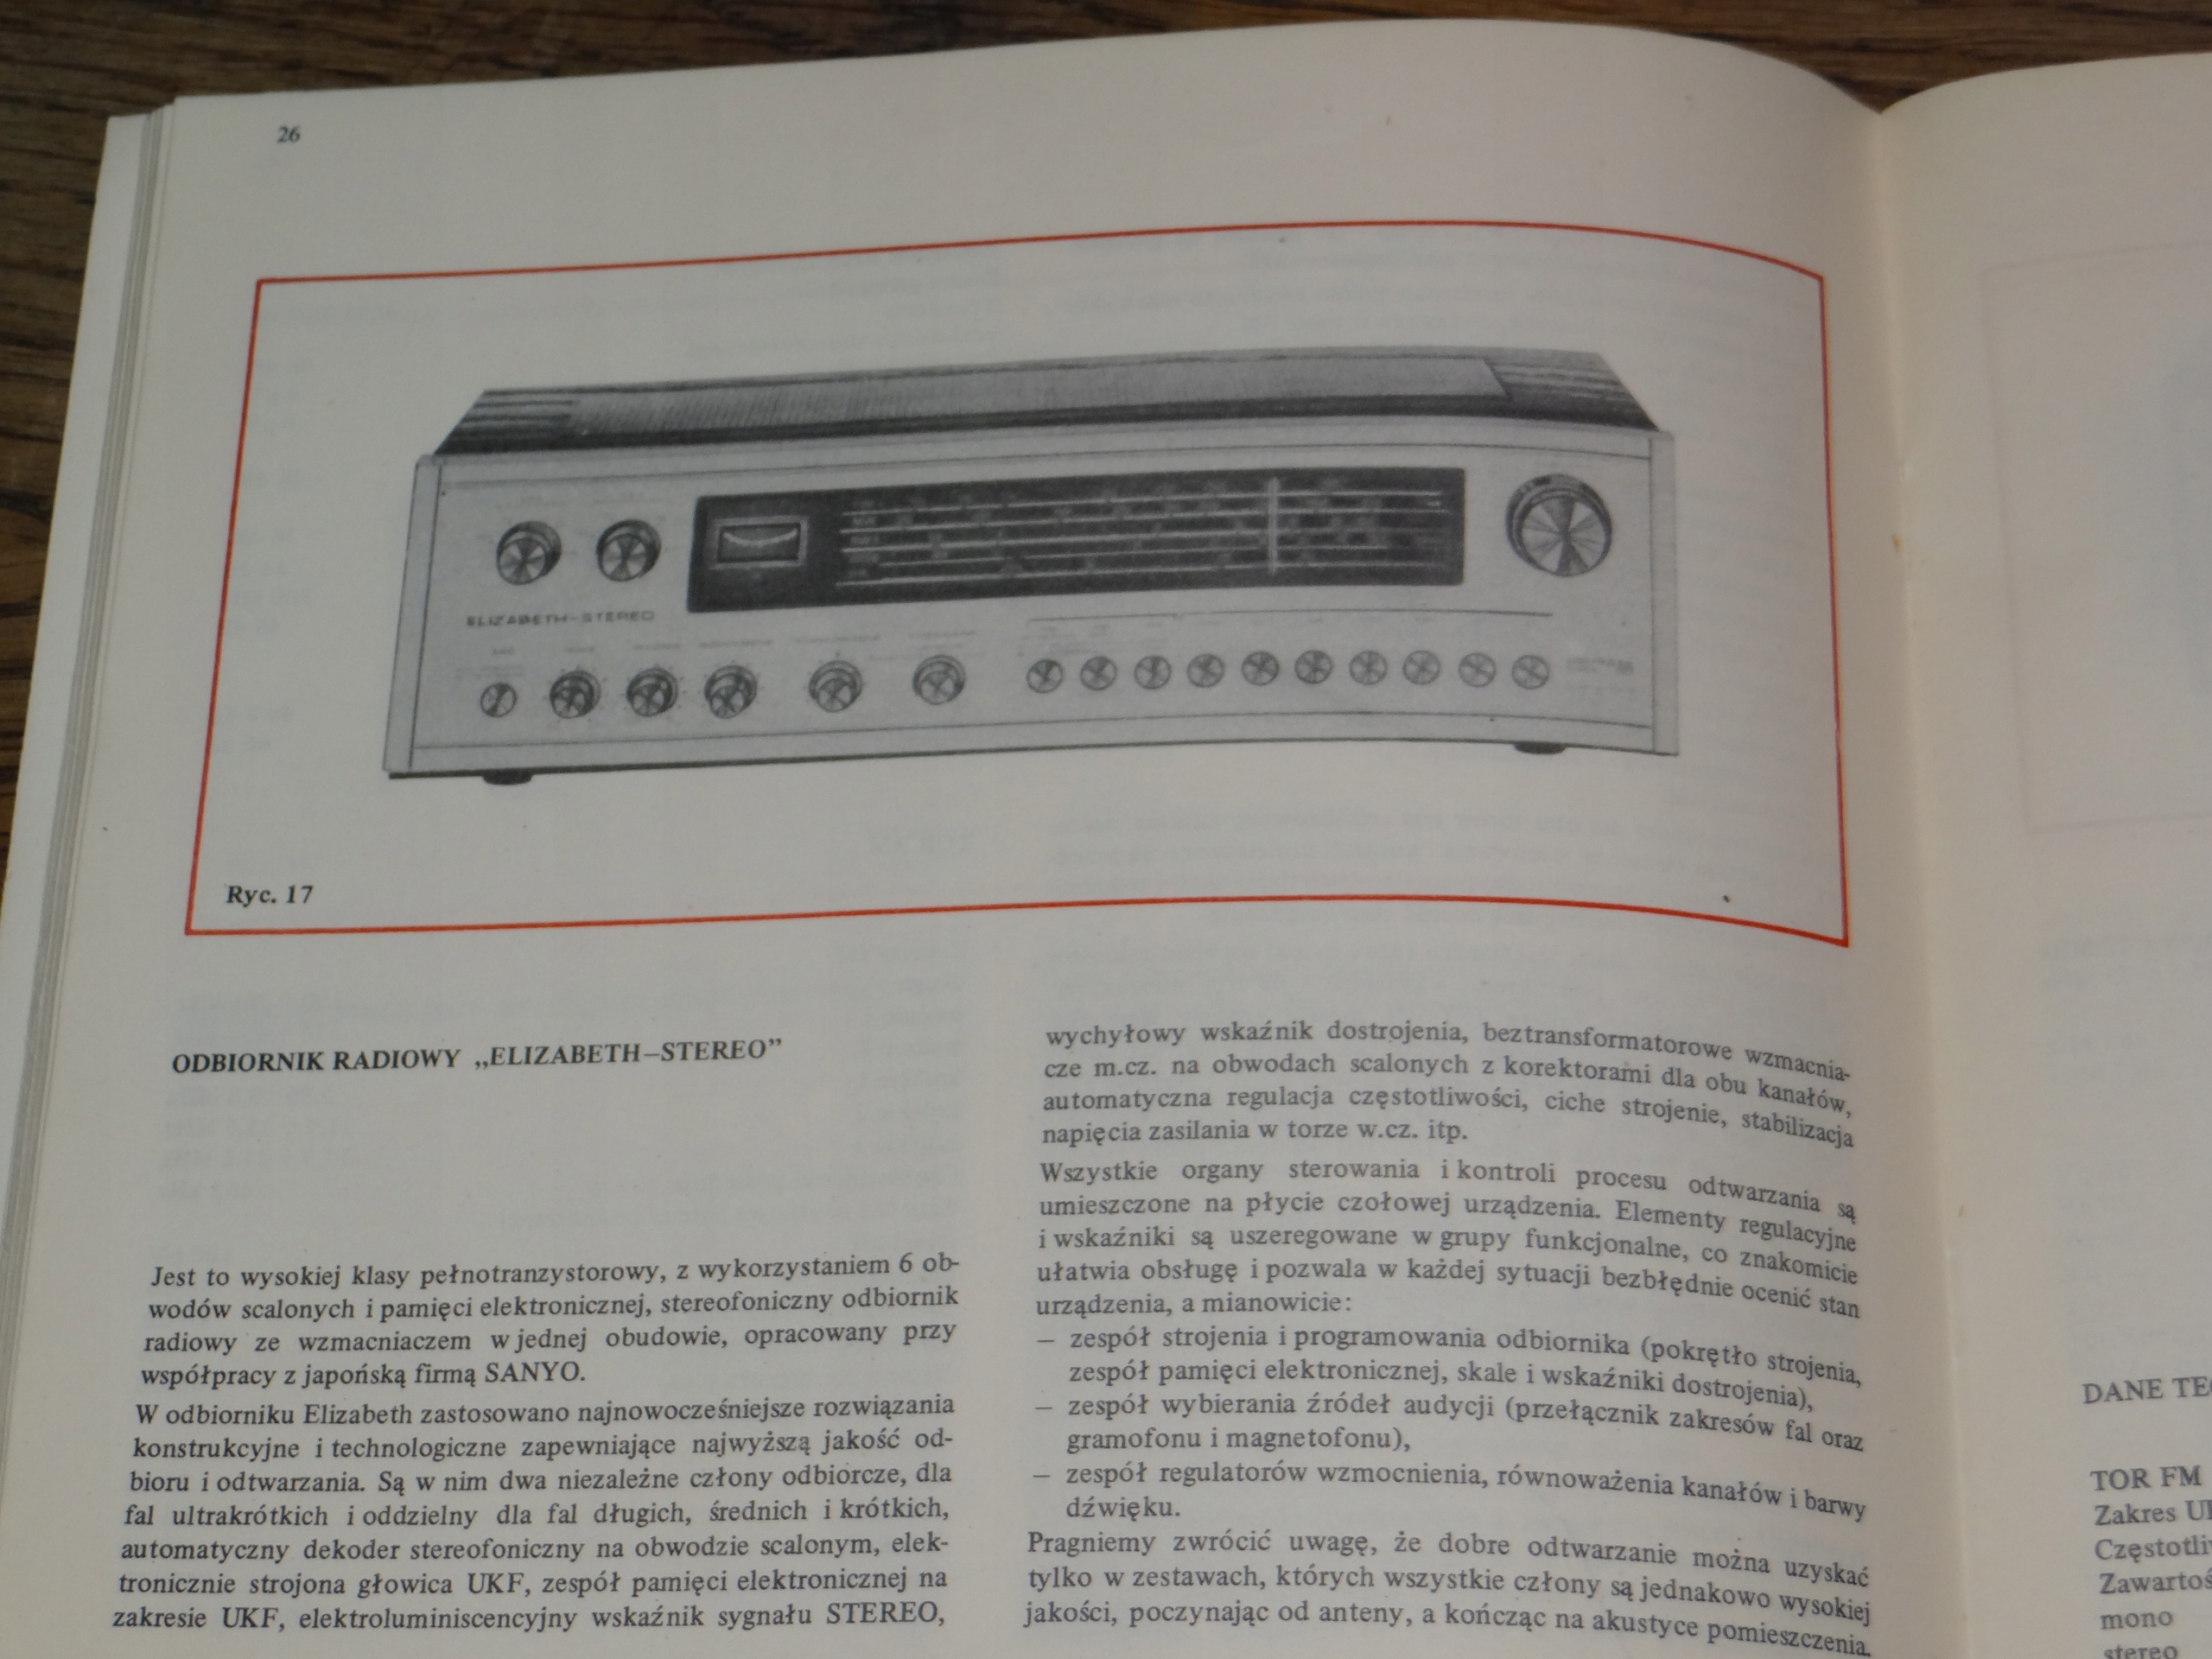 26
ELIZABETH-STEREO
Ryc. 17
ODBIORNIK RADIOWY „ELIZABETH–STEREO”
Jest to wysokiej klasy pełnotranzystorowy, z wykorzystaniem 6 ob-
wodów scalonych i pamięci elektronicznej, stereofoniczny odbiornik
radiowy ze wzmacniaczem w jednej obudowie, opracowany przy
współpracy z japońską firmą SANYO.
W odbiorniku Elizabeth zastosowano najnowocześniejsze rozwiązania
konstrukcyjne i technologiczne zapewniające najwyższą jakość od-
bioru i odtwarzania. Są w nim dwa niezależne człony odbiorcze, dla
fal ultrakrótkich i oddzielny dla fal długich, średnich i krótkich,
automatyczny dekoder stereofoniczny na obwodzie scalonym, elek-
tronicznie strojona głowica UKF, zespół pamięci elektronicznej na
zakresie UKF, elektroluminiscencyjny wskaźnik sygnału STEREO,
wychyłowy wskaźnik dostrojenia, beztransformatorowe wzmacnia-
cze m.cz. na obwodach scalonych z korektorami dla obu kanałów,
automatyczna regulacja częstotliwości, ciche strojenie, stabilizacja
napięcia zasilania w torze w.cz. itp.
Wszystkie organy sterowania i kontroli procesu odtwarzania są
umieszczone na płycie czołowej urządzenia. Elementy regulacyjne
i wskaźniki są uszeregowane w grupy funkcjonalne, co znakomicie
ułatwia obsługę i pozwala w każdej sytuacji bezbłędnie ocenić stan
urządzenia, a mianowicie:
– zespół strojenia i programowania odbiornika (pokrętło strojenia,
zespół pamięci elektronicznej, skale i wskaźniki dostrojenia),
– zespół wybierania źródeł audycji (przełącznik zakresów fal oraz
gramofonu i magnetofonu),
– zespół regulatorów wzmocnienia, równoważenia kanałów i barwy
dźwięku.
Pragniemy zwrócić uwagę, że dobre odtwarzanie można uzyskać
tylko w zestawach, których wszystkie człony są jednakowo wysokiej
jakości, poczynając od anteny, a kończąc na akustyce pomieszczenia.
DANE
TOR FM
Zakres
mono
stereo